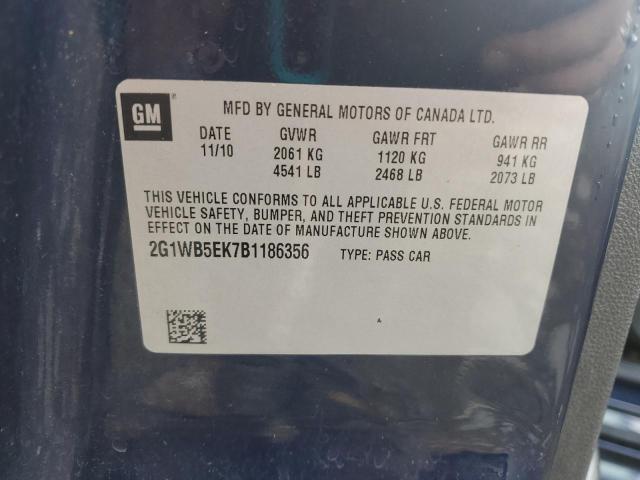 GM
MFD BY GENERAL MOTORS OF CANADA LTD.
DATE GVWR GAWR FRT GAWR RR
11/10 2061 KG 1120 KG 941 KG
4541 LB 2468 LB 2073 LB
THIS VEHICLE CONFORMS TO ALL APPLICABLE U.S. FEDERAL MOTOR
VEHICLE SAFETY, BUMPER, AND THEFT PREVENTION STANDARDS IN
EFFECT ON THE DATE OF MANUFACTURE SHOWN ABOVE.
2G1WB5EK7B1186356 TYPE: PASS CAR